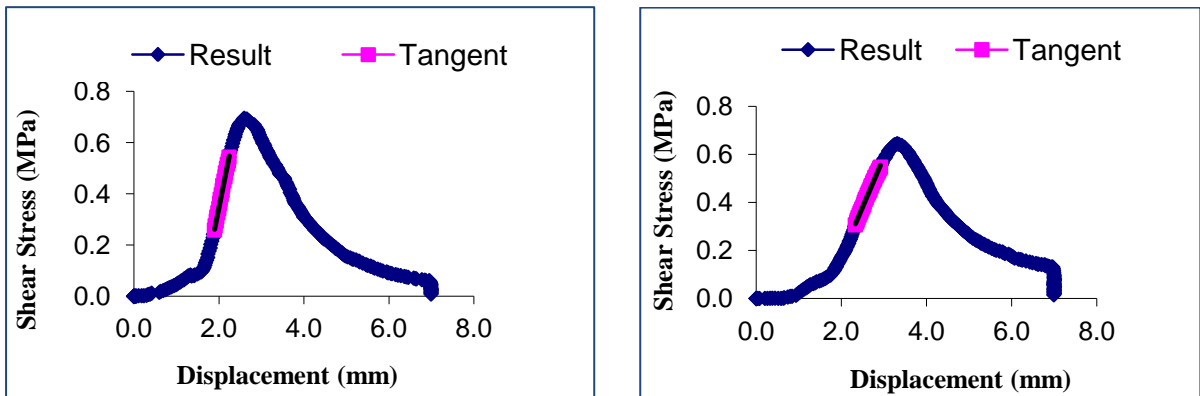 Result Tangent
Shear Stress (MPa)
0.8
0.6
0.4
0.2
0.0
0.0 2.0 4.0 6.0 8.0
Displacement (mm)
Result Tangent
Shear Stress (MPa)
0.8
0.6
0.4
0.2
0.0
0.0 2.0 4.0 6.0 8.0
Displacement (mm)